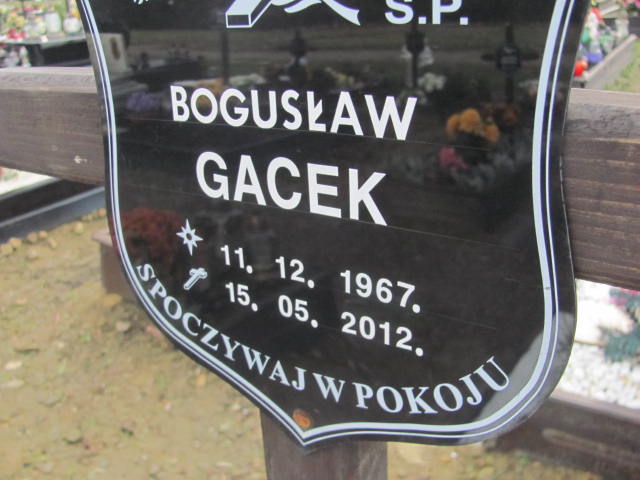 Ś.P.
BOGUSŁAW
GACEK
11. 12. 1967.
15. 05. 2012.
SPOCZYWAJ W POKOJU